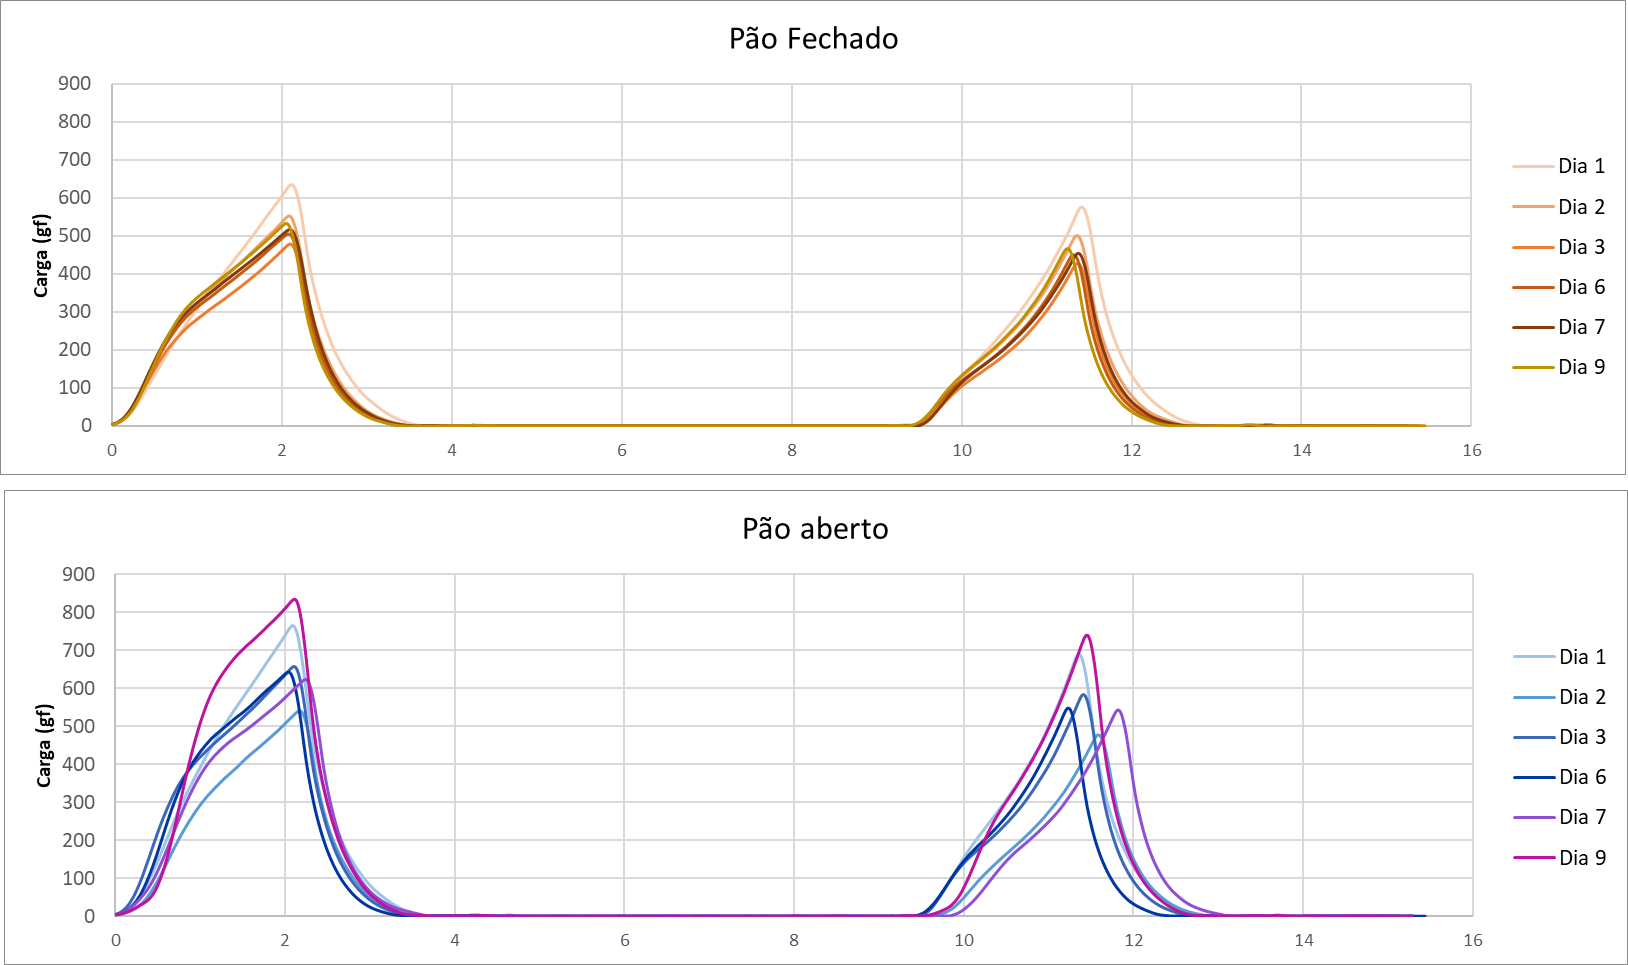 Pão Fechado
900
800
700
600
500
400
300
200
100
0
Carga (gf)
0 2 4 6 8 10 12 14 16
Dia 1
Dia 2
Dia 3
Dia 6
Dia 7
Dia 9
Pão aberto
900
800
700
600
500
400
300
200
100
0
Carga (gf)
0 2 4 6 8 10 12 14 16
Dia 1
Dia 2
Dia 3
Dia 6
Dia 7
Dia 9